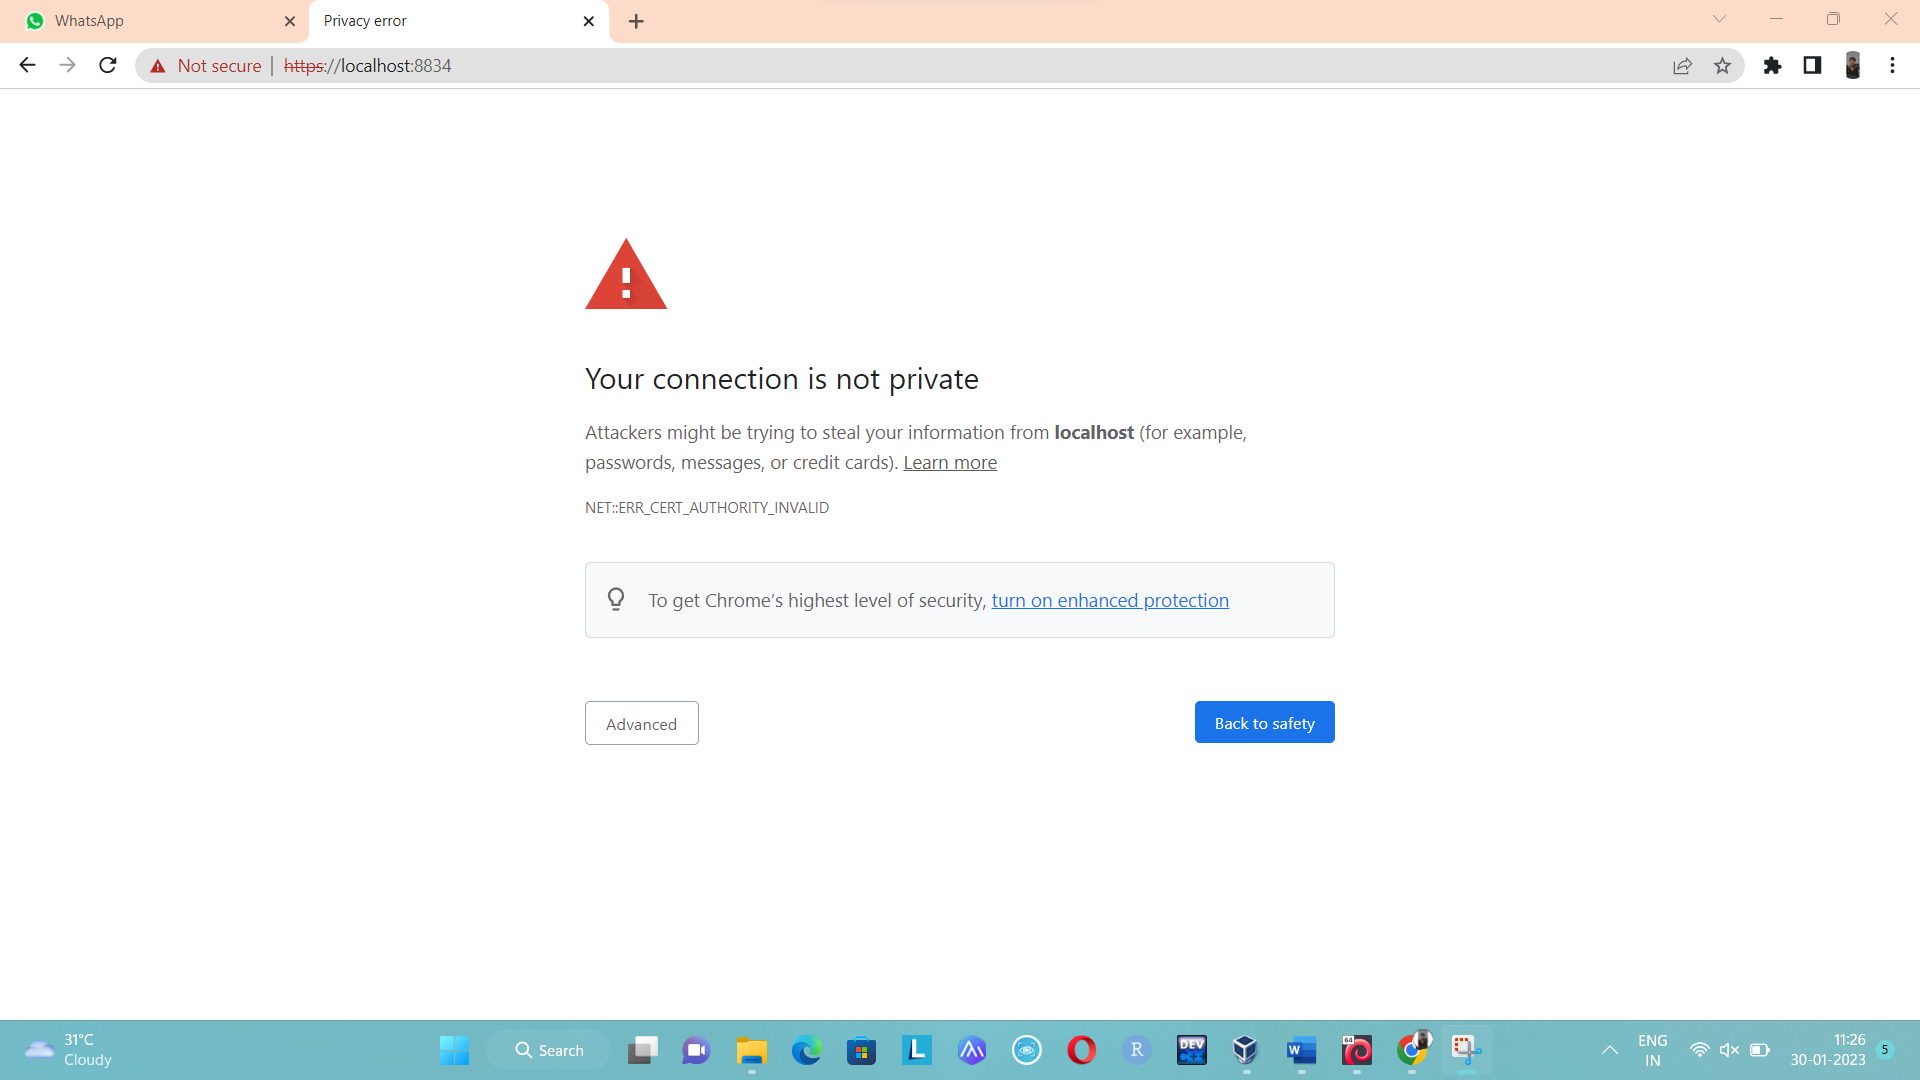 WhatsApp
Privacy error
Not secure | https://localhost:8834
Your connection is not private
Attackers might be trying to steal your information from localhost (for example,
passwords, messages, or credit cards). Learn more
NET::ERR_CERT_AUTHORITY_INVALID
To get Chrome's highest level of security, turn on enhanced protection
Advanced
Back to safety
31°C
Cloudy
Search
L
R
DEV
C++
W
64
ENG
IN
11:26
30-01-2023
5